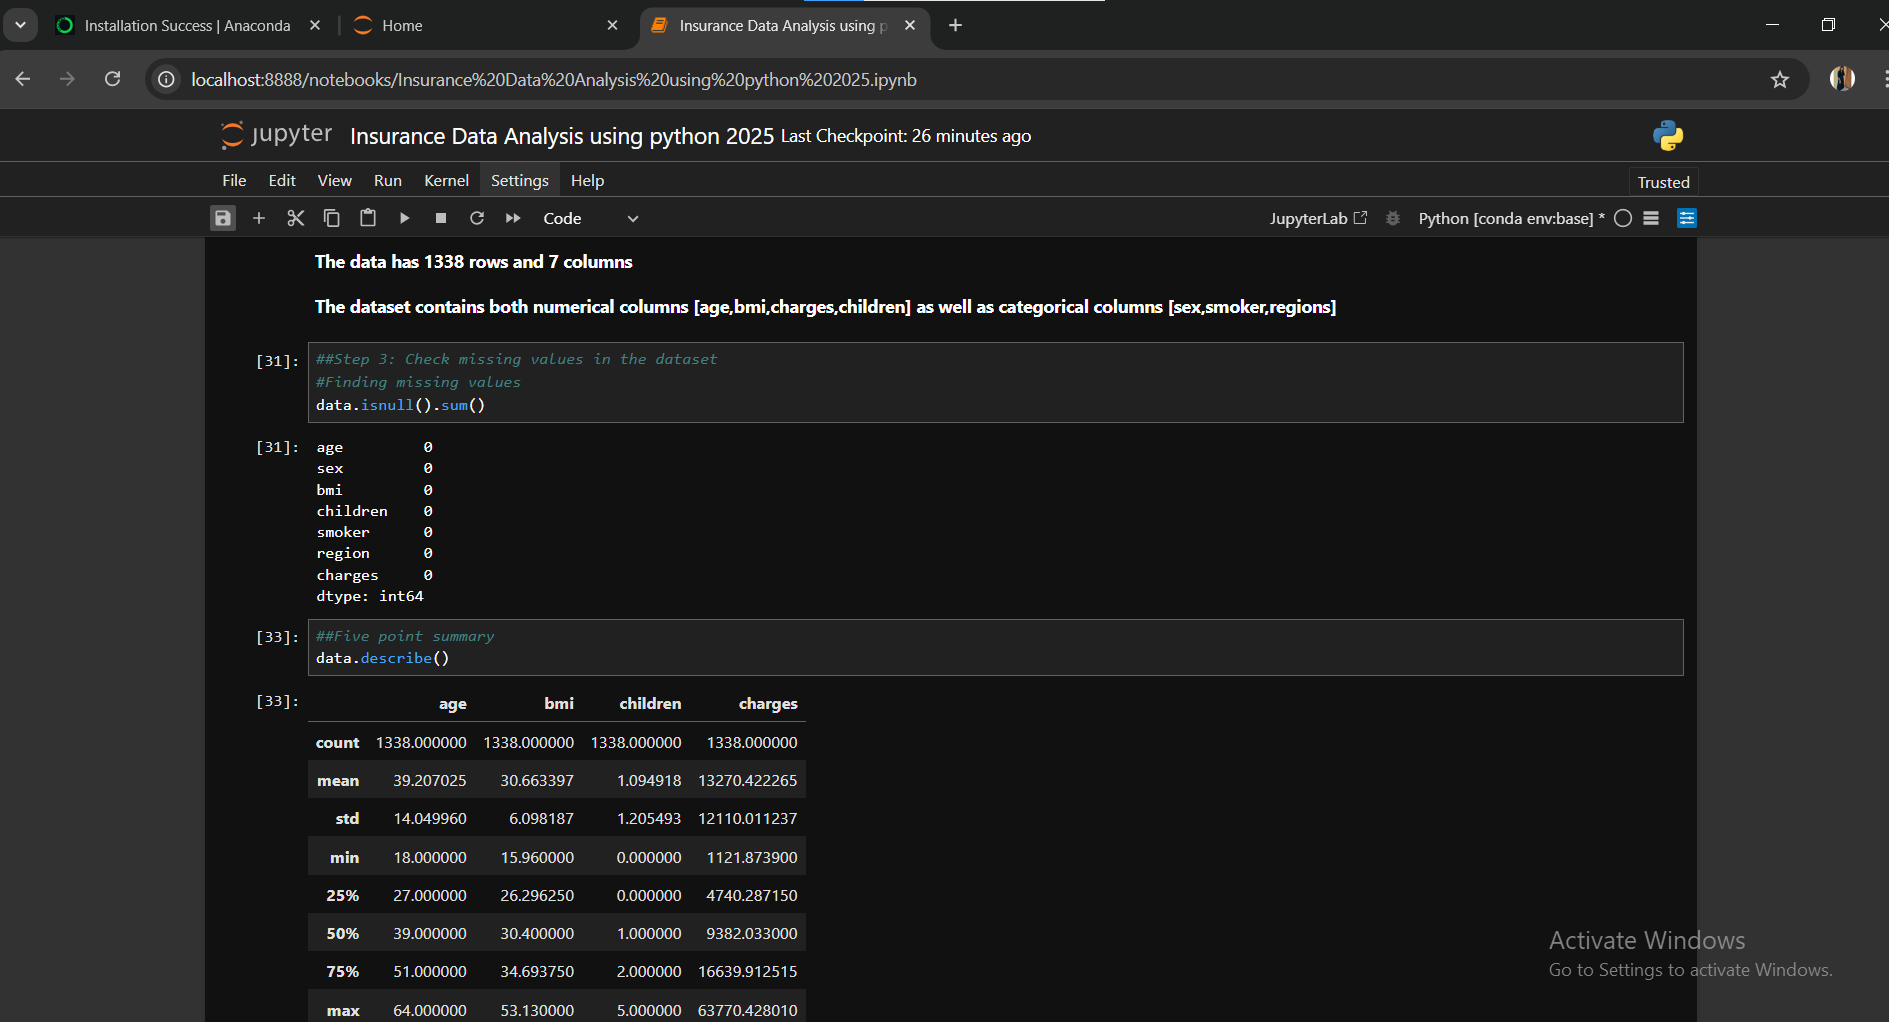 Installation Success | Anaconda
Home
Insurance Data Analysis using p
localhost:8888/notebooks/Insurance%20Data%20Analysis%20using%20python%202025.ipynb
jupyter Insurance Data Analysis using python 2025 Last Checkpoint: 26 minutes ago
File Edit View Run Kernel Settings Help Trusted
Code JupyterLab Python [conda env:base] *
The data has 1338 rows and 7 columns
The dataset contains both numerical columns [age,bmi,charges,children] as well as categorical columns [sex,smoker,regions]
[31]: ##Step 3: Check missing values in the dataset
#Finding missing values
data.isnull().sum()
[31]: age 0
sex 0
bmi 0
children 0
smoker 0
region 0
charges 0
dtype: int64
[33]: ##Five point summary
data.describe()
[33]: age bmi children charges
count 1338.000000 1338.000000 1338.000000 1338.000000
mean 39.207025 30.663397 1.094918 13270.422265
std 14.049960 6.098187 1.205493 12110.011237
min 18.000000 15.960000 0.000000 1121.873900
25% 27.000000 26.296250 0.000000 4740.287150
50% 39.000000 30.400000 1.000000 9382.033000
75% 51.000000 34.693750 2.000000 16639.912515
max 64.000000 53.130000 5.000000 63770.428010
Activate Windows
Go to Settings to activate Windows.